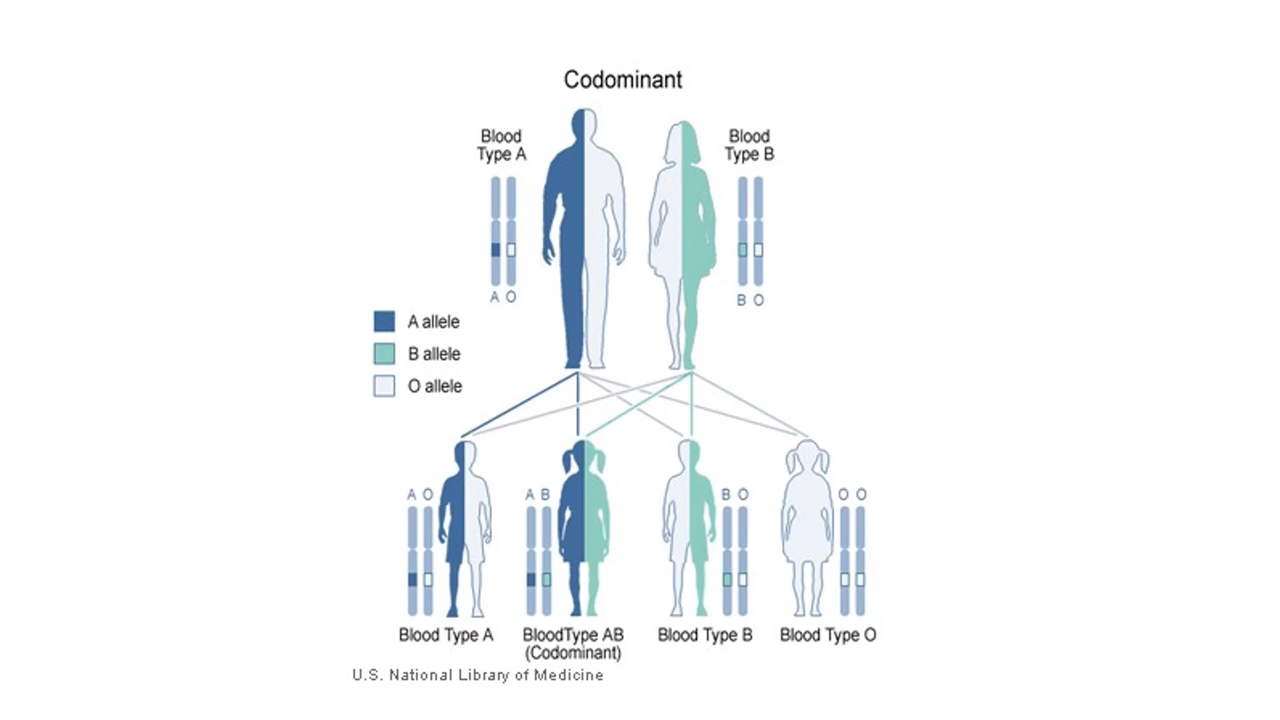 Codominant
Blood
Type A
Blood
Type B
A O
B O
A allele
B allele
O allele
A O
A B
B O
O O
Blood Type A
BloodType AB
(Codominant)
Blood Type B
Blood Type O
U.S. National Library of Medicine